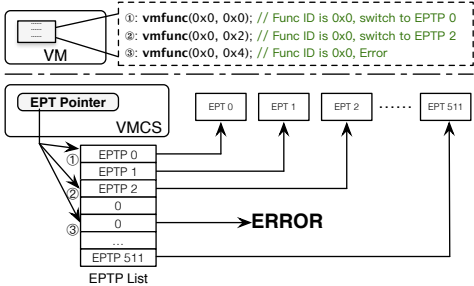 ①: vmfunc(0x0, 0x0); // Func ID is 0x0, switch to EPTP 0
②: vmfunc(0x0, 0x2); // Func ID is 0x0, switch to EPTP 2
③: vmfunc(0x0, 0x4); // Func ID is 0x0, Error
VM
EPT Pointer
VMCS
EPT 0
EPT 1
EPT 2
......
EPT 511
①
②
③
EPTP 0
EPTP 1
EPTP 2
0
0
...
EPTP 511
ERROR
EPTP List